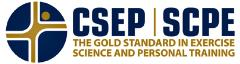 CSEP | SCPE
THE GOLD STANDARD IN EXERCISE
SCIENCE AND PERSONAL TRAINING